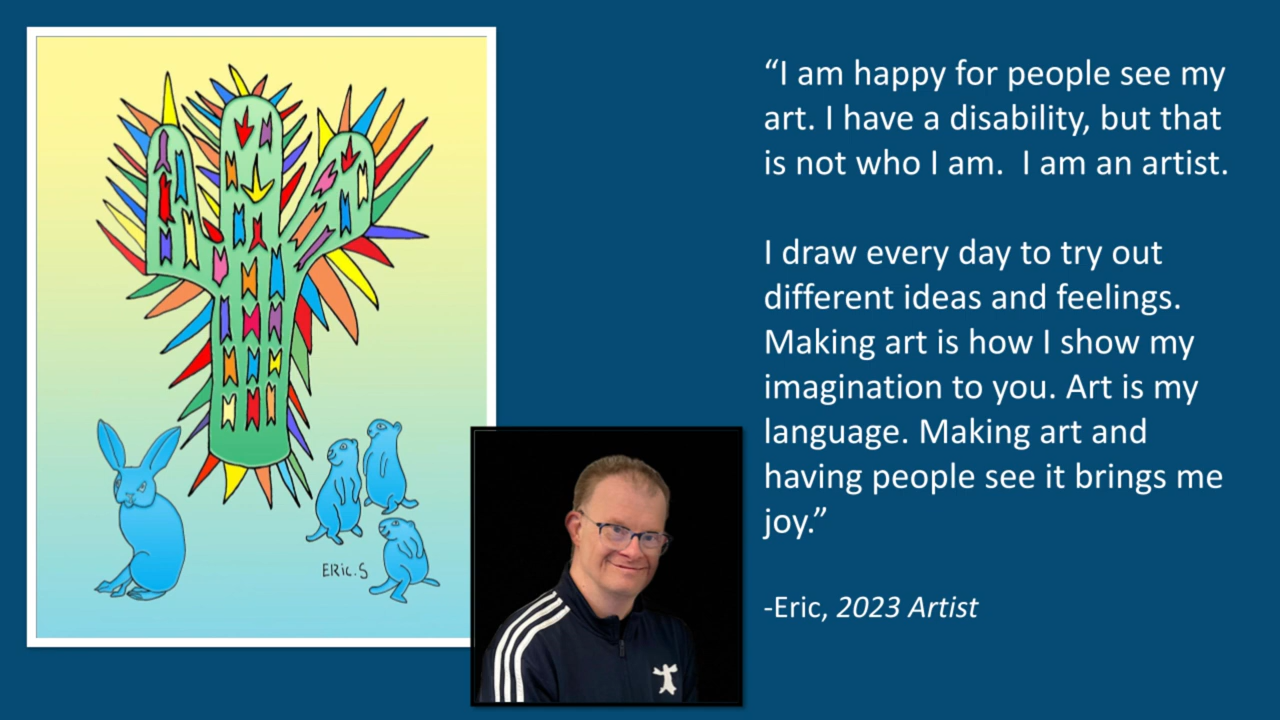 “I am happy for people see my
art. I have a disability, but that
is not who I am.  I am an artist.
I draw every day to try out
different ideas and feelings.
Making art is how I show my
imagination to you. Art is my
language. Making art and
having people see it brings me
joy.”
-Eric, 2023 Artist
ERic.S